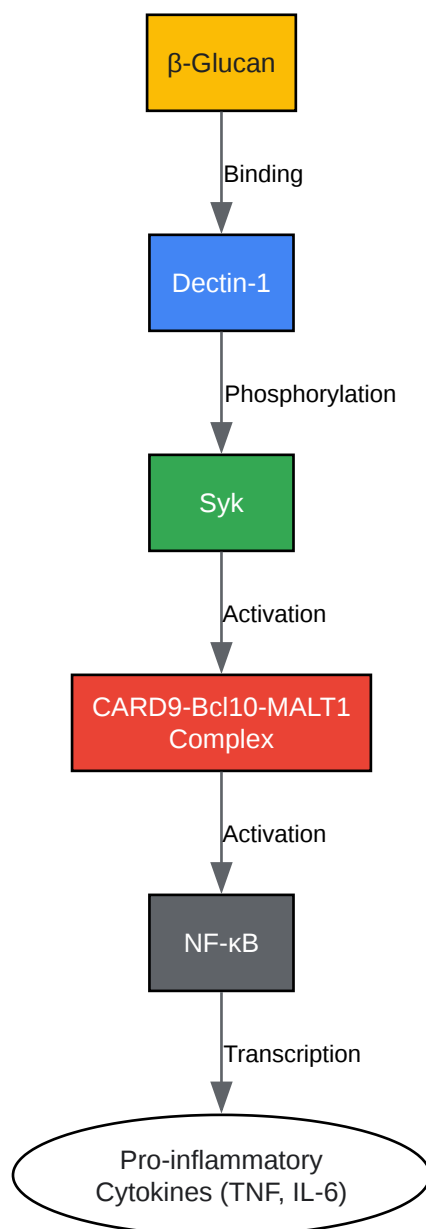 β-Glucan
Binding
Dectin-1
Phosphorylation
Syk
Activation
CARD9-Bcl10-MALT1
Complex
Activation
NF-κB
Transcription
Pro-inflammatory
Cytokines (TNF, IL-6)